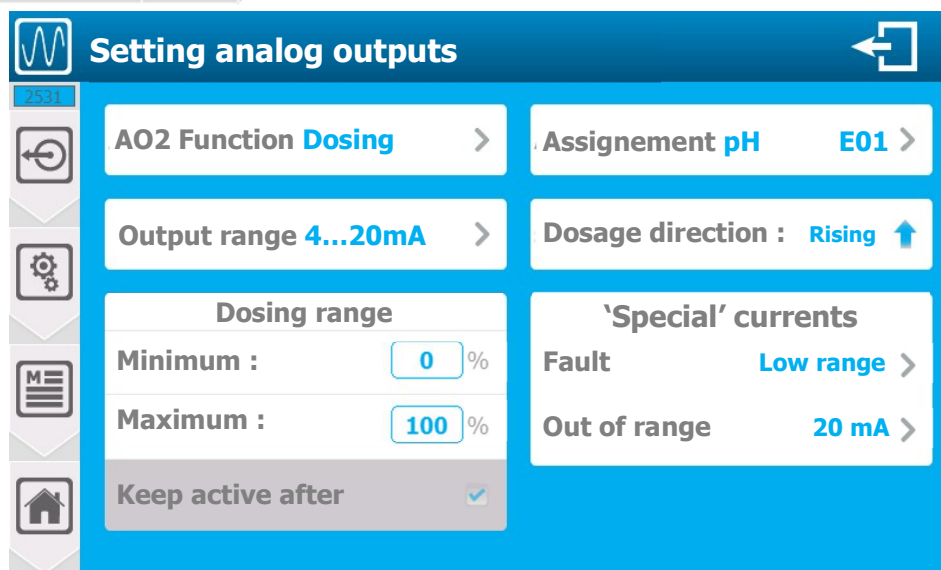 Setting analog outputs
2531
AO2 Function Dosing
Assignement pH E01
Output range 4...20mA
Dosage direction : Rising
Dosing range
Minimum : 0 %
Maximum : 100 %
Keep active after
‘Special’ currents
Fault Low range
Out of range 20 mA
M